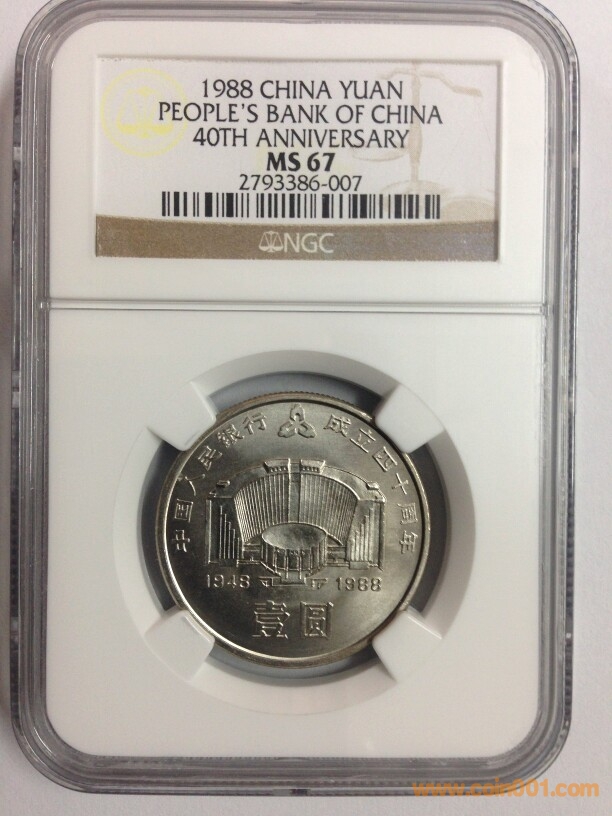 1988 CHINA YUAN
PEOPLE'S BANK OF CHINA
40TH ANNIVERSARY
MS 67
2793386-007
NGC
中国人民銀行 成立四十周年
1948 1988
壹圆
www.coin001.com